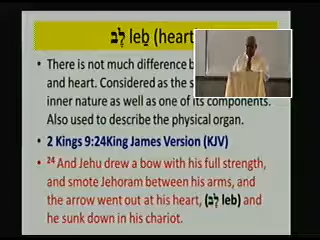 לָב leḇ (heart
• There is not much difference b
and heart. Considered as the s
inner nature as well as one of its components.
Also used to describe the physical organ.
• 2 Kings 9:24King James Version (KJV)
• 24 And Jehu drew a bow with his full strength,
and smote Jehoram between his arms, and
the arrow went out at his heart, (לָב leb) and
he sunk down in his chariot.